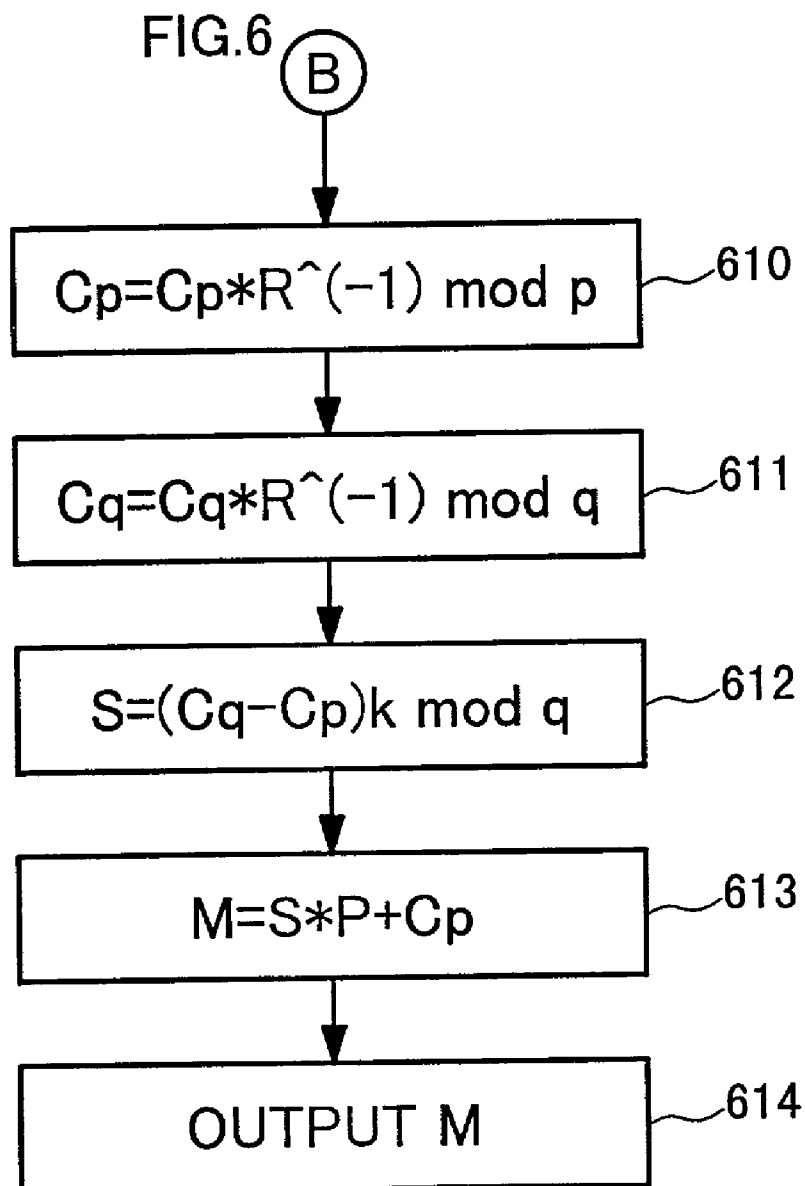 FIG.6
B
Cp=Cp*R^(-1) mod p
610
Cq=Cq*R^(-1) mod q
611
S=(Cq-Cp)k mod q
612
M=S*P+Cp
613
OUTPUT M
614